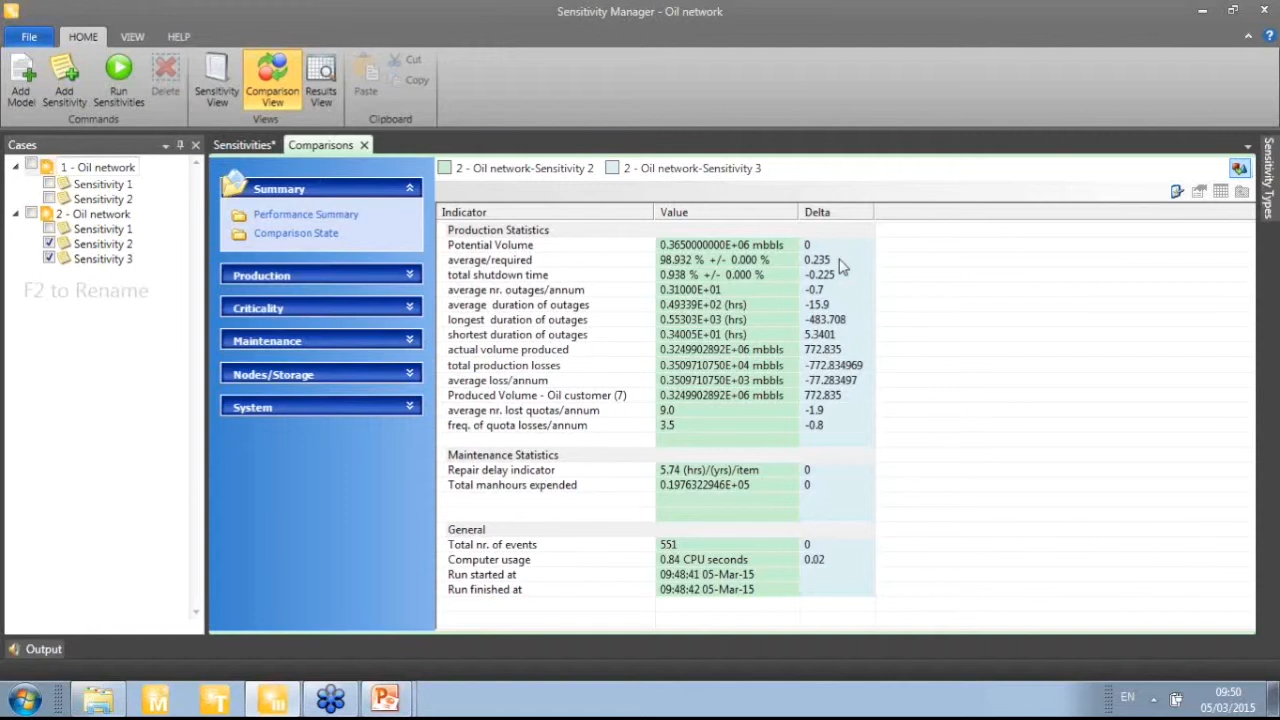 Sensitivity Manager - Oil network
File HOME VIEW HELP
Add Model
Add Sensitivity
Run Sensitivities
Delete
Sensitivity View
Comparison View
Results View
Paste
Cut
Copy
Commands Views Clipboard
Cases
1 - Oil network
Sensitivity 1
Sensitivity 2
2 - Oil network
Sensitivity 1
Sensitivity 2
Sensitivity 3
F2 to Rename
Sensitivities* Comparisons
Summary
Performance Summary
Comparison State
Production
Criticality
Maintenance
Nodes/Storage
System
2 - Oil network-Sensitivity 2 2 - Oil network-Sensitivity 3
Indicator Value Delta
Production Statistics
Potential Volume 0.3650000000E+06 mbbls 0
average/required 98.932 % +/- 0.000 % 0.235
total shutdown time 0.938 % +/- 0.000 % -0.225
average nr. outages/annum 0.31000E+01 -0.7
average duration of outages 0.49339E+02 (hrs) -15.9
longest duration of outages 0.55303E+03 (hrs) -483.708
shortest duration of outages 0.34005E+01 (hrs) 5.3401
actual volume produced 0.3249902892E+06 mbbls 772.835
total production losses 0.3509710750E+04 mbbls -772.834969
average loss/annum 0.3509710750E+03 mbbls -77.283497
Produced Volume - Oil customer (7) 0.3249902892E+06 mbbls 772.835
average nr. lost quotas/annum 9.0 -1.9
freq. of quota losses/annum 3.5 -0.8
Maintenance Statistics
Repair delay indicator 5.74 (hrs)/(yrs)/item 0
Total manhours expended 0.1976322946E+05 0
General
Total nr. of events 551 0
Computer usage 0.84 CPU seconds 0.02
Run started at 09:48:41 05-Mar-15
Run finished at 09:48:42 05-Mar-15
Sensitivity Types
Output
EN
09:50
05/03/2015